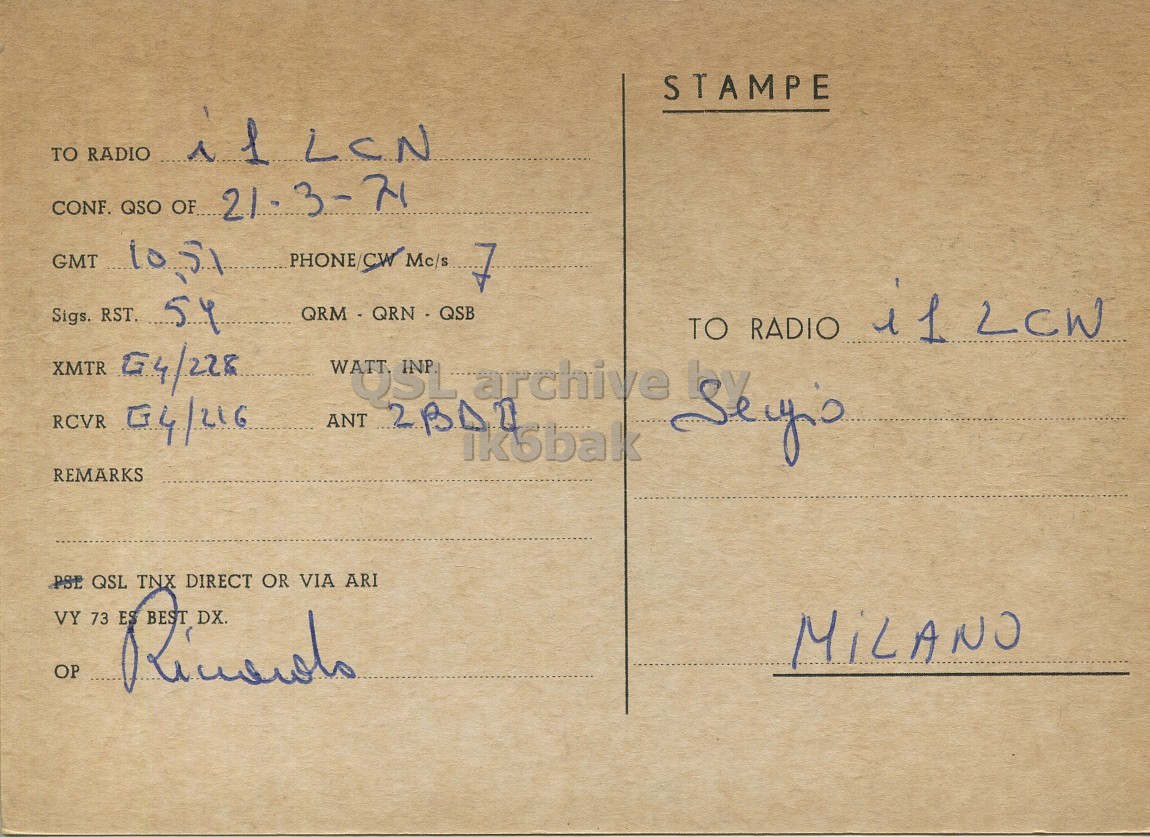 TO RADIO i1 LCN
CONF. QSO OF 21-3-71
GMT 10,51 PHONE/CW Mc/s 7
Sigs. RST. 59 QRM - QRN - QSB
XMTR G4/228 WATT. INP.
RCVR G4/216 ANT
REMARKS
PSE QSL TNX DIRECT OR VIA ARI
VY 73 ES BEST DX.
OP Riccardo
STAMPE
TO RADIO i1 LCN
Sergio
MILANO
QSL archive by
ik6bak